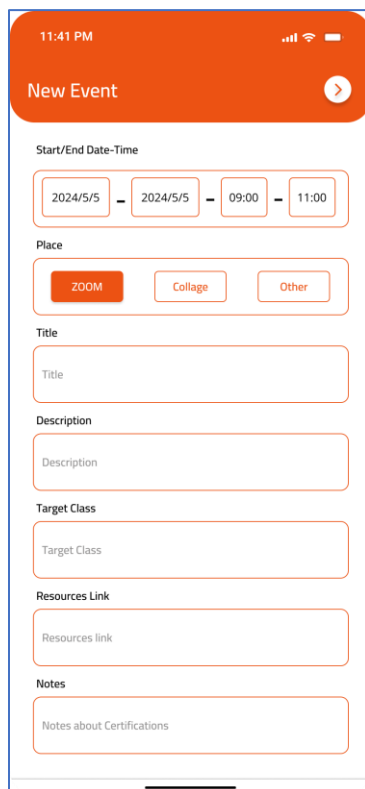 11:41 PM
New Event
Start/End Date-Time
2024/5/5 - 2024/5/5 - 09:00 - 11:00
Place
ZOOM Collage Other
Title
Title
Description
Description
Target Class
Target Class
Resources Link
Resources link
Notes
Notes about Certifications